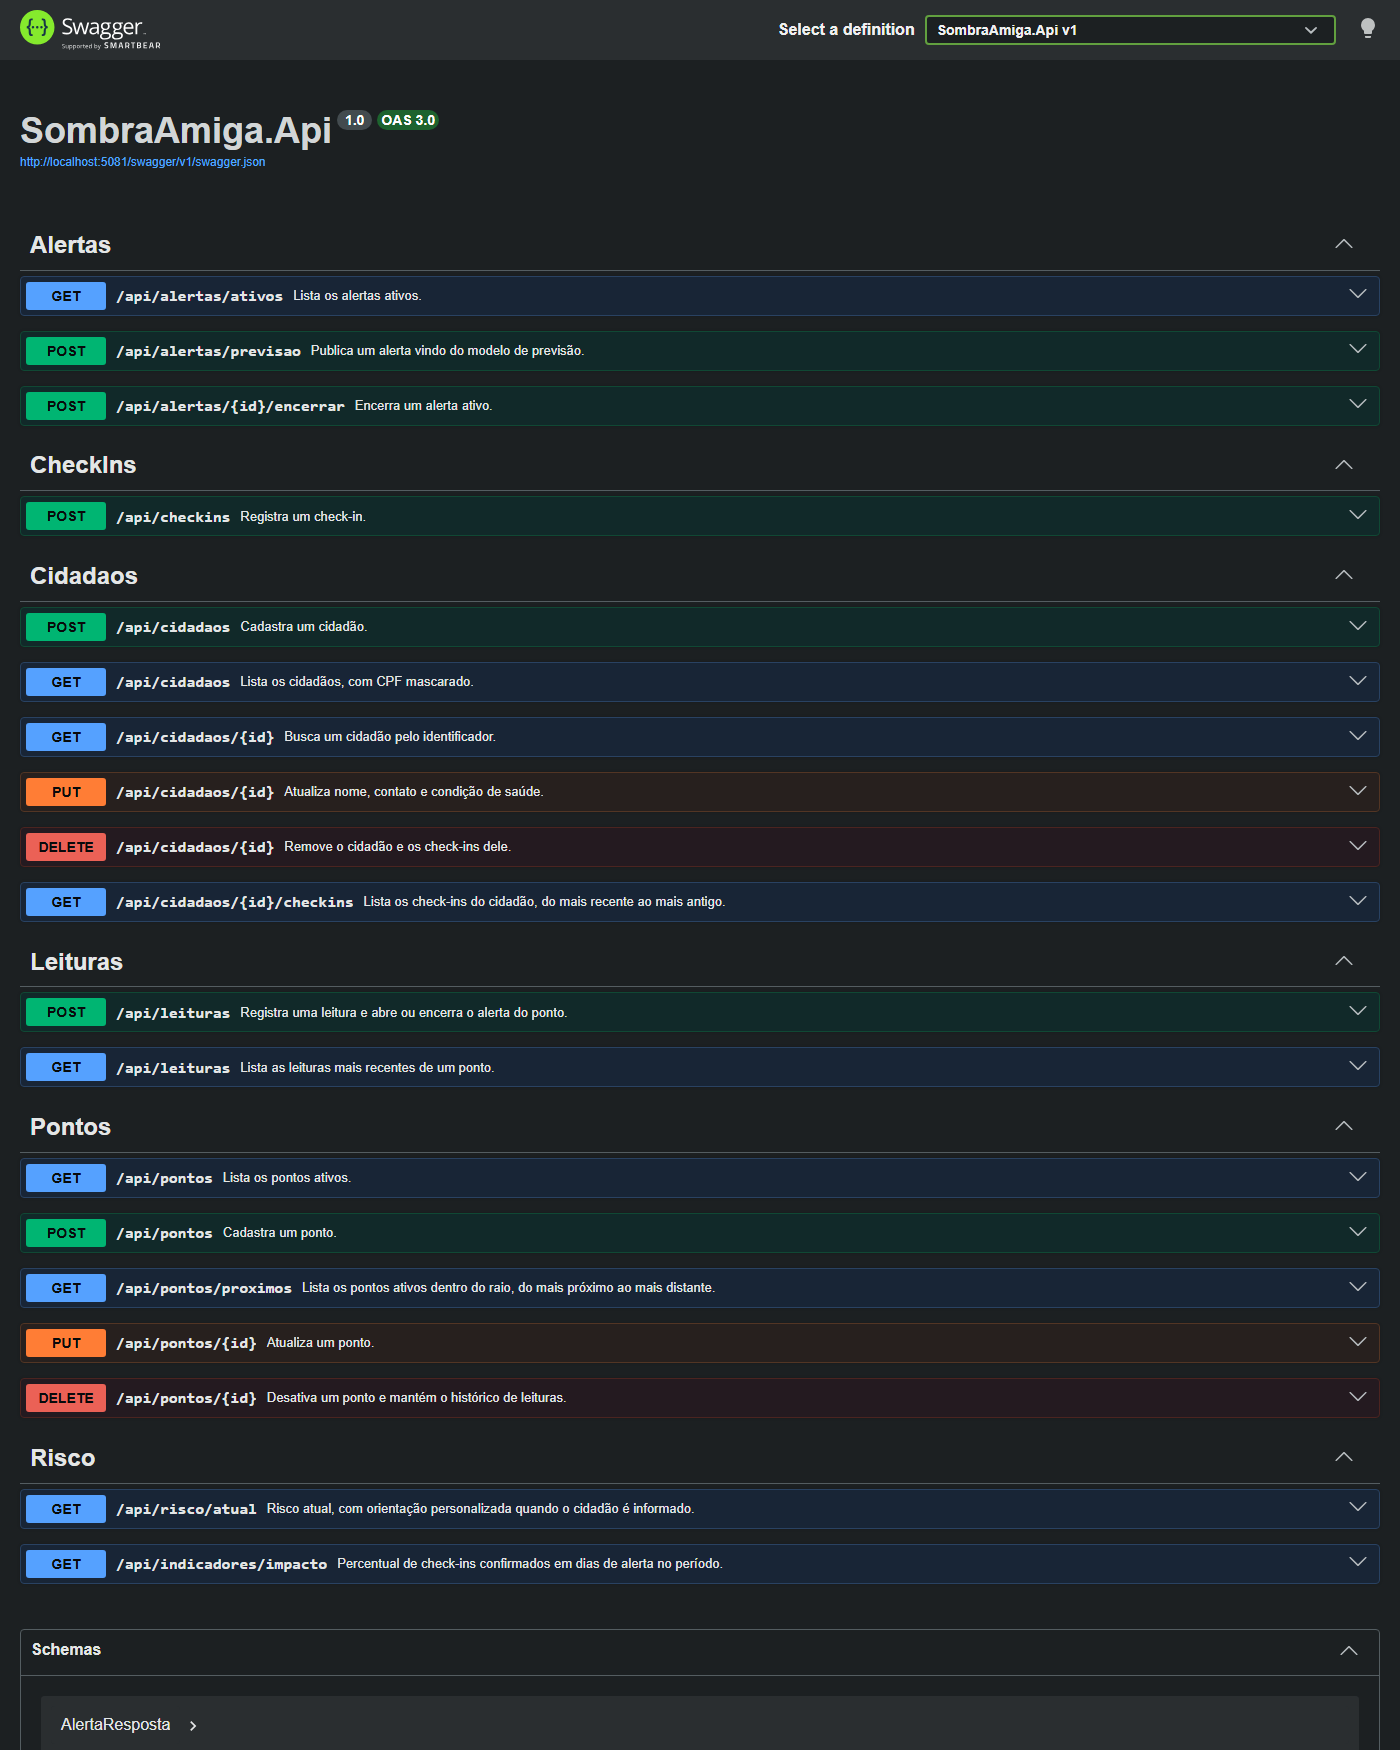 Swagger
Supported by SMARTBEAR
Select a definition
SombraAmiga.Api v1
SombraAmiga.Api 1.0 OAS 3.0
http://localhost:5081/swagger/v1/swagger.json
Alertas
GET /api/alertas/ativos Lista os alertas ativos.
POST /api/alertas/previsao Publica um alerta vindo do modelo de previsão.
POST /api/alertas/{id}/encerrar Encerra um alerta ativo.
CheckIns
POST /api/checkins Registra um check-in.
Cidadaos
POST /api/cidadaos Cadastra um cidadão.
GET /api/cidadaos Lista os cidadãos, com CPF mascarado.
GET /api/cidadaos/{id} Busca um cidadão pelo identificador.
PUT /api/cidadaos/{id} Atualiza nome, contato e condição de saúde.
DELETE /api/cidadaos/{id} Remove o cidadão e os check-ins dele.
GET /api/cidadaos/{id}/checkins Lista os check-ins do cidadão, do mais recente ao mais antigo.
Leituras
POST /api/leituras Registra uma leitura e abre ou encerra o alerta do ponto.
GET /api/leituras Lista as leituras mais recentes de um ponto.
Pontos
GET /api/pontos Lista os pontos ativos.
POST /api/pontos Cadastra um ponto.
GET /api/pontos/proximos Lista os pontos ativos dentro do raio, do mais próximo ao mais distante.
PUT /api/pontos/{id} Atualiza um ponto.
DELETE /api/pontos/{id} Desativa um ponto e mantém o histórico de leituras.
Risco
GET /api/risco/atual Risco atual, com orientação personalizada quando o cidadão é informado.
GET /api/indicadores/impacto Percentual de check-ins confirmados em dias de alerta no período.
Schemas
AlertaResposta